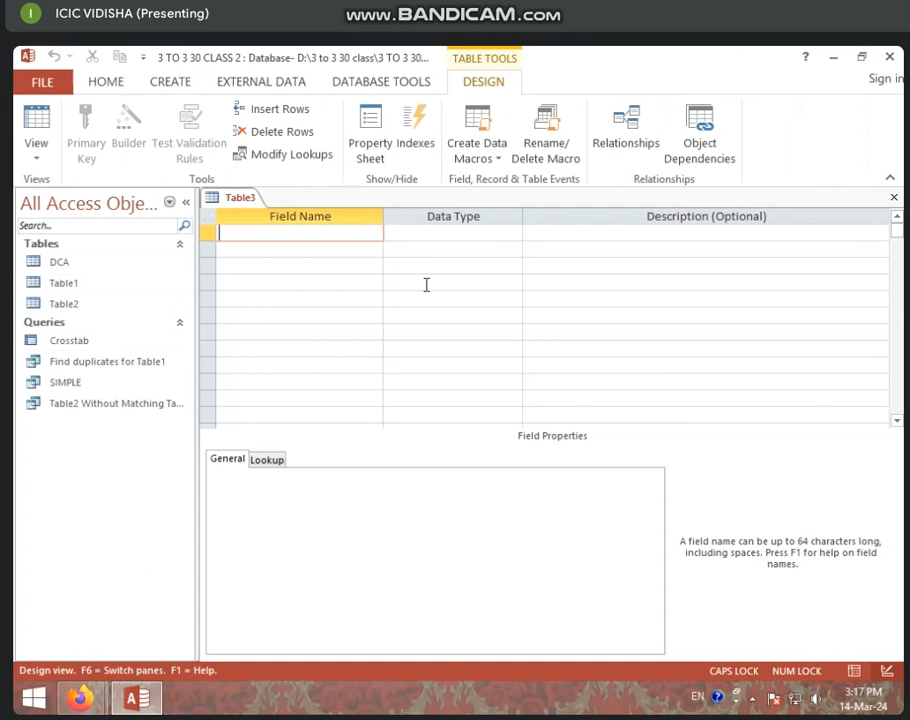 I ICIC VIDISHA (Presenting)
www.BANDICAM.com
3 TO 3 30 CLASS 2 : Database- D:\3 to 3 30 class\3 TO 3 30...
TABLE TOOLS
?
FILE HOME CREATE EXTERNAL DATA DATABASE TOOLS DESIGN Sign in
View
Primary Key
Builder
Test Validation Rules
Insert Rows
Delete Rows
Modify Lookups
Property Sheet
Indexes
Create Data Macros
Rename/ Delete Macro
Relationships
Object Dependencies
Views Tools Show/Hide Field, Record & Table Events Relationships
All Access Obje...
Search...
Tables
DCA
Table1
Table2
Queries
Crosstab
Find duplicates for Table1
SIMPLE
Table2 Without Matching Ta...
Table3
Field Name Data Type Description (Optional)
Field Properties
General Lookup
A field name can be up to 64 characters long,
including spaces. Press F1 for help on field
names.
Design view. F6 = Switch panes. F1 = Help.
CAPS LOCK NUM LOCK
EN ? 3:17 PM
14-Mar-24